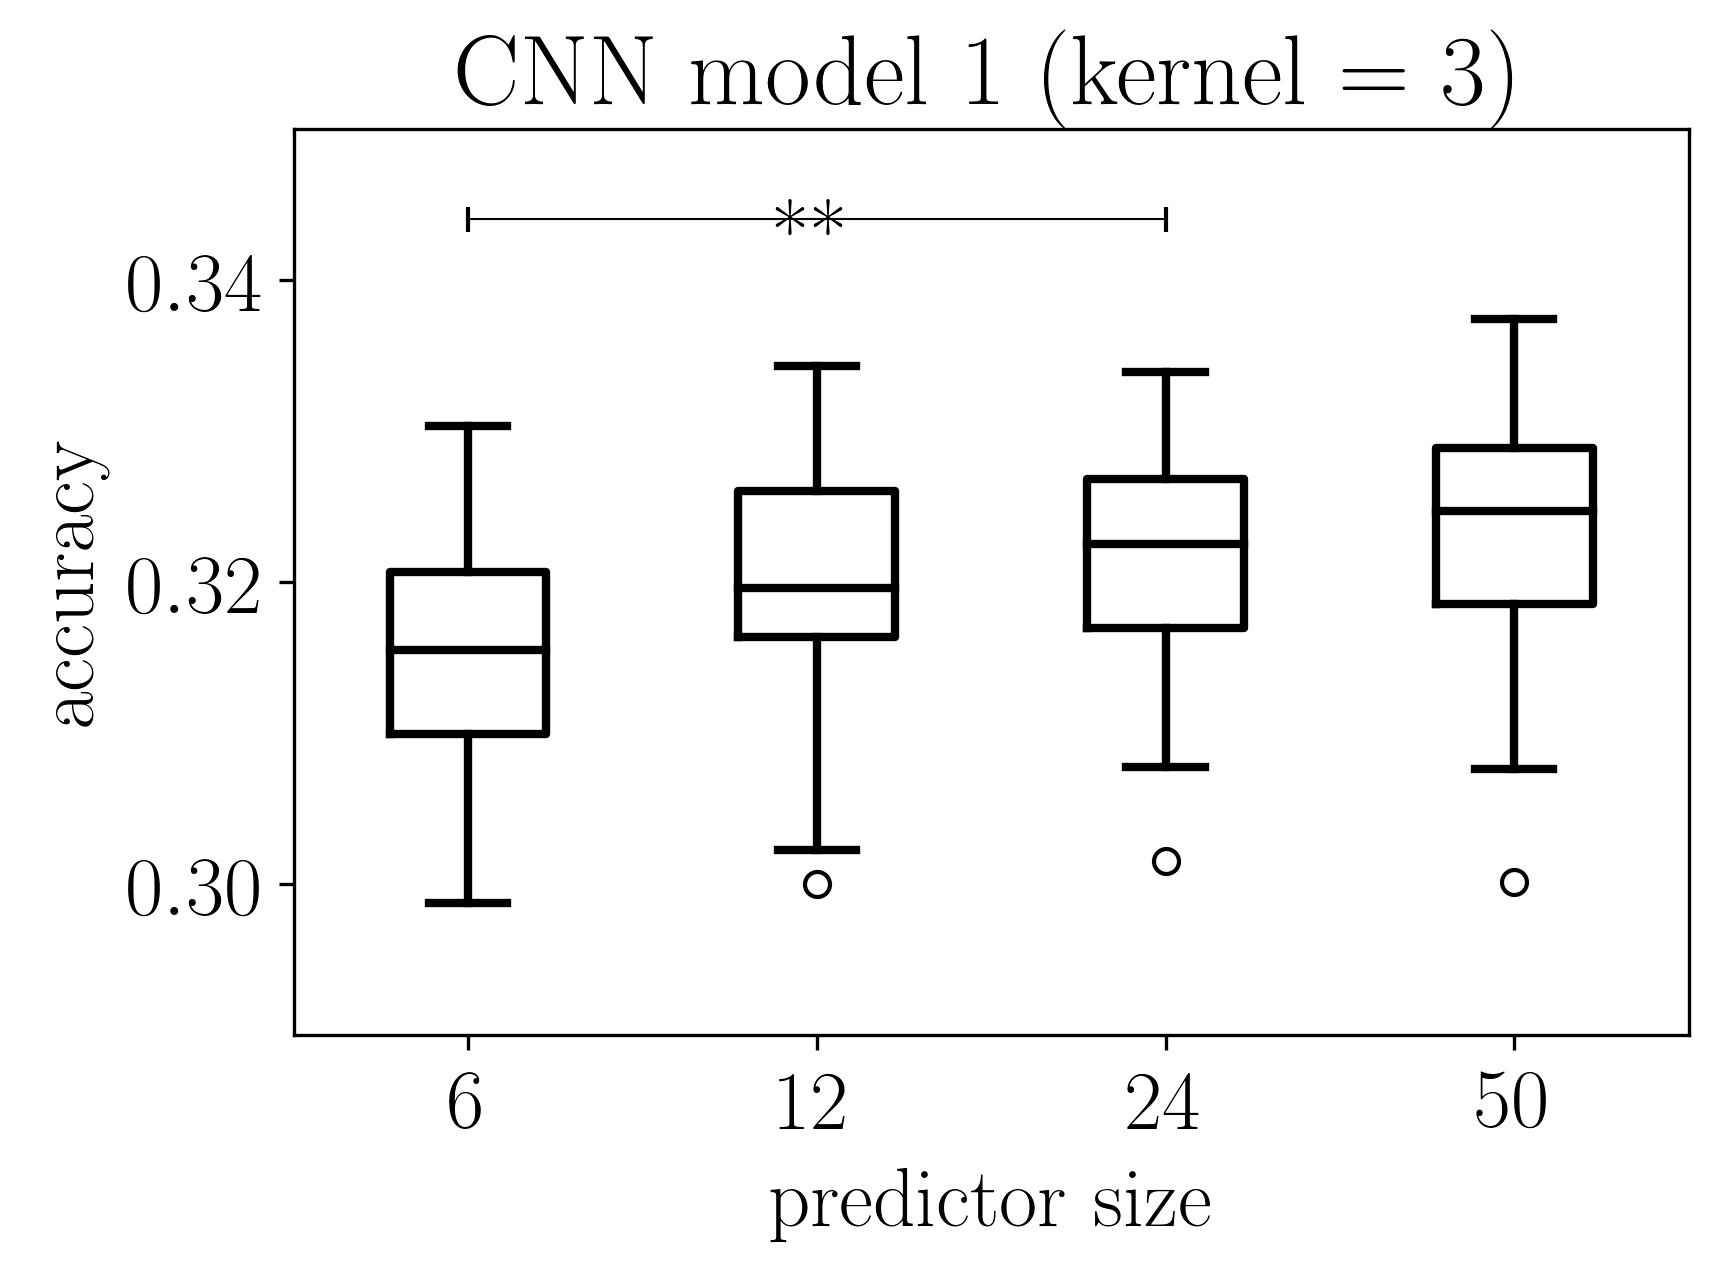 CNN model 1 (kernel = 3)
**
0.34
0.32
0.30
accuracy
6 12 24 50
predictor size